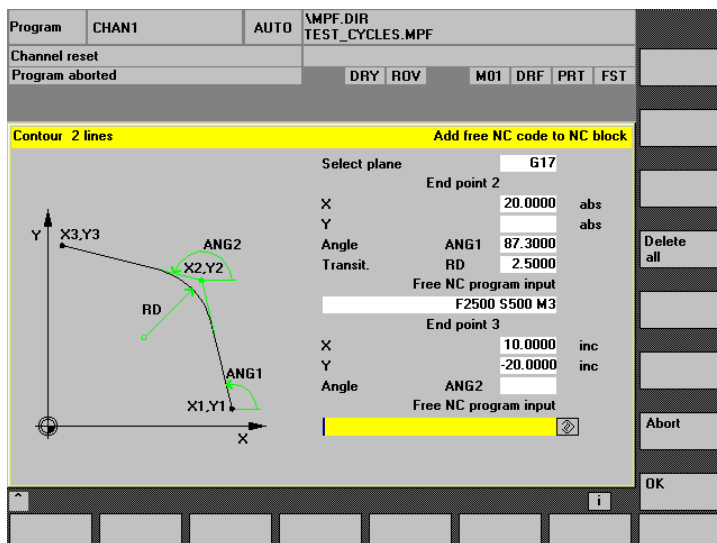 Program CHAN1 AUTO \MPF.DIR
TEST_CYCLES.MPF
Channel reset
Program aborted DRY ROV M01 DRF PRT FST
Contour 2 lines Add free NC code to NC block
Select plane G17
End point 2
X 20.0000 abs
Y abs
Angle ANG1 87.3000
Transit. RD 2.5000
Free NC program input
F2500 S500 M3
End point 3
X 10.0000 inc
Y -20.0000 inc
Angle ANG2
Free NC program input
Y
X3,Y3
ANG2
X2,Y2
RD
ANG1
X1,Y1
X
Delete
all
Abort
OK
^
i